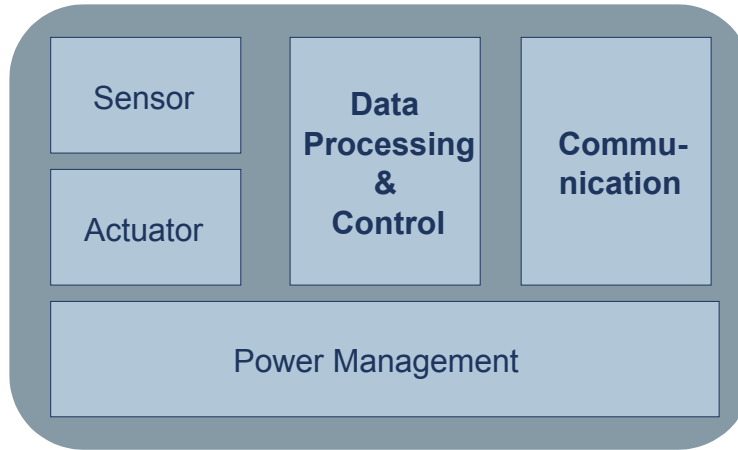 Sensor
Actuator
Data
Processing
&
Control
Commu-
nication
Power Management